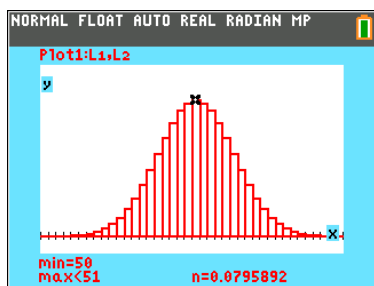 NORMAL FLOAT AUTO REAL RADIAN MP
Plot1:L1,L2
y
x
min=50
max<51 n=0.0795892